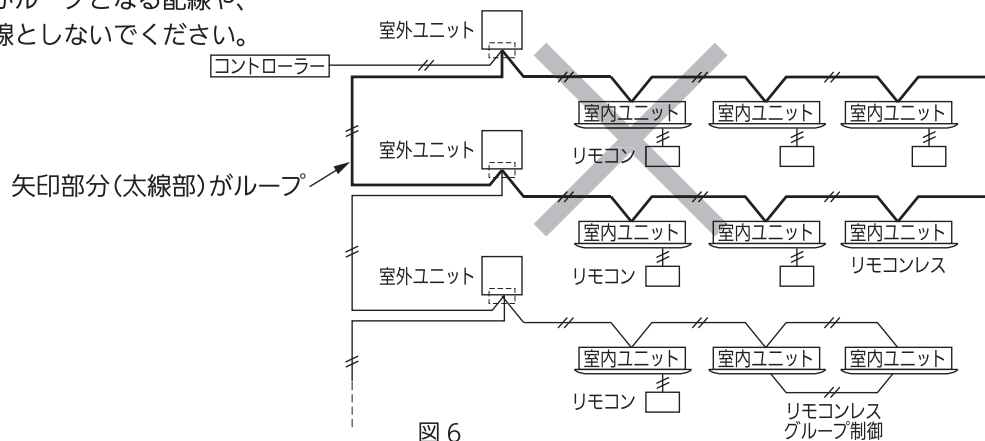 がループとなる配線や、
線としないでください。
室外ユニット
コントローラー
室内ユニット 室内ユニット 室内ユニット
リモコン
室外ユニット
矢印部分(太線部)がループ
室内ユニット 室内ユニット 室内ユニット
リモコン リモコンレス
室外ユニット
室内ユニット 室内ユニット 室内ユニット
リモコン
リモコンレス
グループ制御
図6